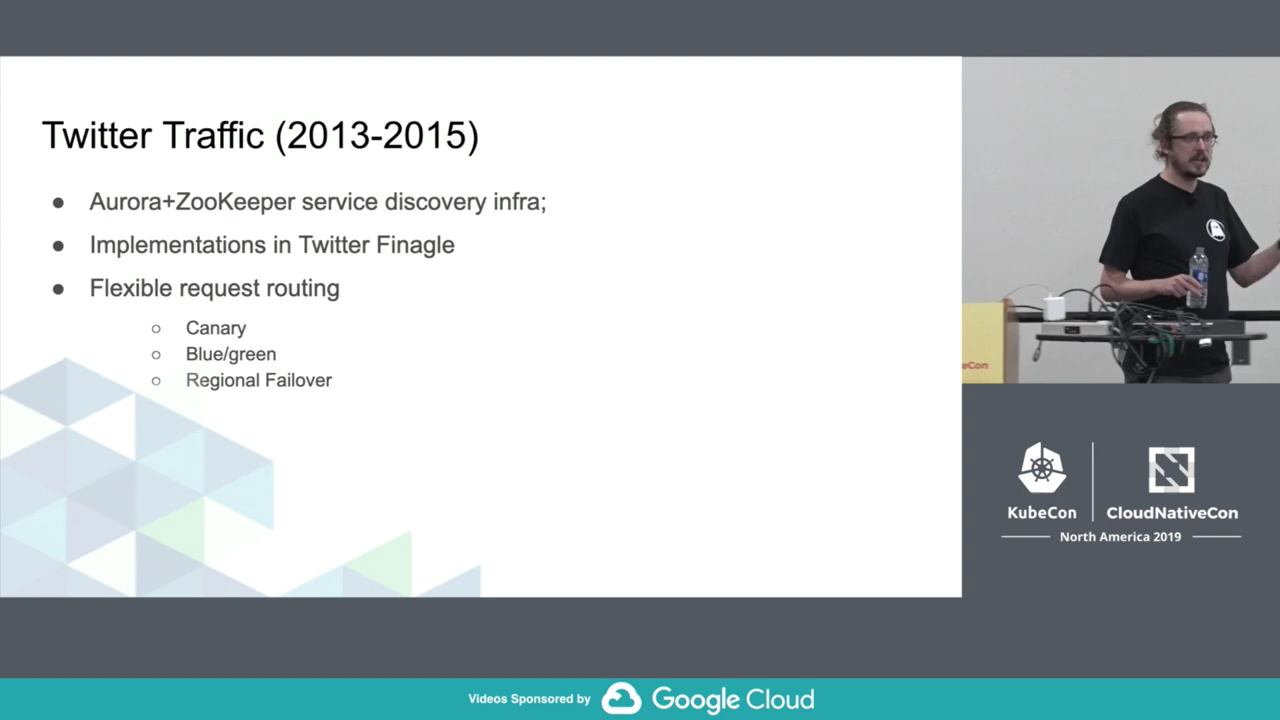 Twitter Traffic (2013-2015)
● Aurora+ZooKeeper service discovery infra;
● Implementations in Twitter Finagle
● Flexible request routing
○ Canary
○ Blue/green
○ Regional Failover
eCon
KubeCon
CloudNativeCon
North America 2019
Videos Sponsored by Google Cloud